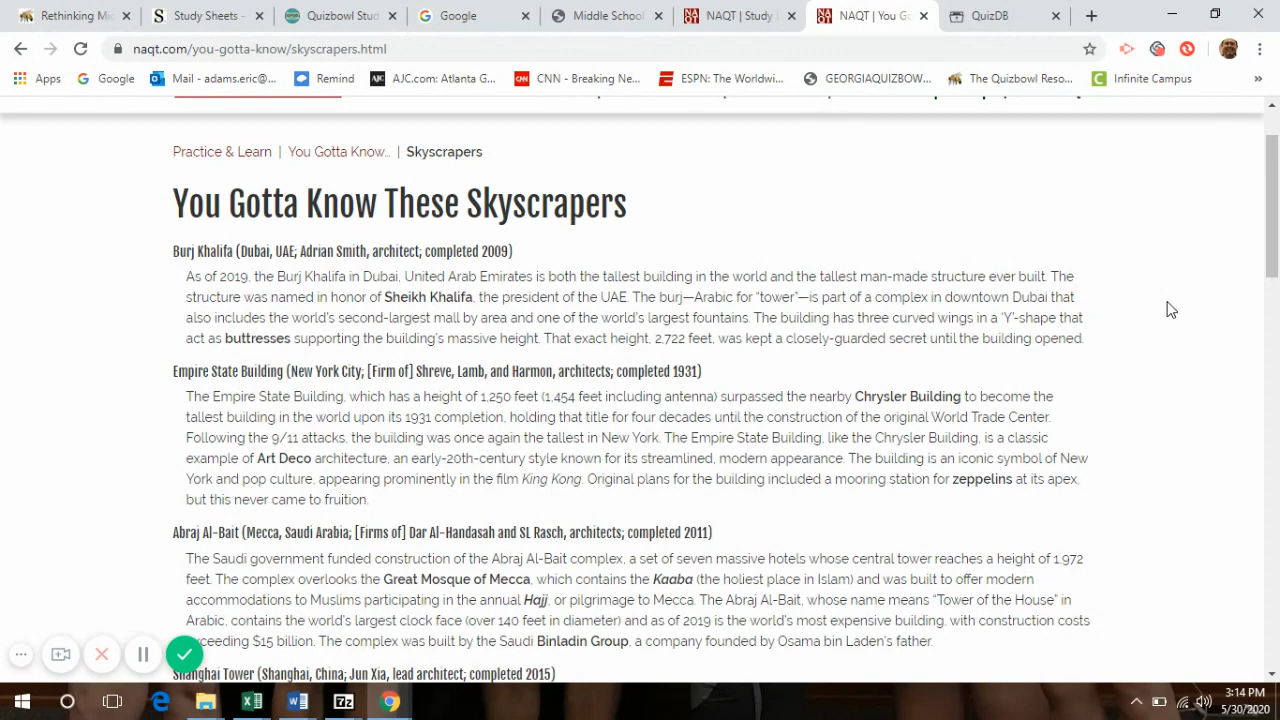 Rethinking Mi
Study Sheets –
Quizbowl Stud
Google
Middle School
NAQT | Study
NAQT | You Go
QuizDB
naqt.com/you-gotta-know/skyscrapers.html
Apps
Google
Mail - adams.eric@...
Remind
AJC.com: Atlanta G...
CNN - Breaking Ne...
ESPN: The Worldwi...
GEORGIAQUIZBOW...
The Quizbowl Reso...
Infinite Campus
»
Practice & Learn | You Gotta Know... | Skyscrapers
You Gotta Know These Skyscrapers
Burj Khalifa (Dubai, UAE; Adrian Smith, architect; completed 2009)
As of 2019, the Burj Khalifa in Dubai, United Arab Emirates is both the tallest building in the world and the tallest man-made structure ever built. The
structure was named in honor of Sheikh Khalifa, the president of the UAE. The burj—Arabic for “tower”—is part of a complex in downtown Dubai that
also includes the world’s second-largest mall by area and one of the world’s largest fountains. The building has three curved wings in a ‘Y’-shape that
act as buttresses supporting the building’s massive height. That exact height, 2,722 feet, was kept a closely-guarded secret until the building opened.
Empire State Building (New York City; [Firm of] Shreve, Lamb, and Harmon, architects; completed 1931)
The Empire State Building, which has a height of 1,250 feet (1,454 feet including antenna) surpassed the nearby Chrysler Building to become the
tallest building in the world upon its 1931 completion, holding that title for four decades until the construction of the original World Trade Center.
Following the 9/11 attacks, the building was once again the tallest in New York. The Empire State Building, like the Chrysler Building, is a classic
example of Art Deco architecture, an early-20th-century style known for its streamlined, modern appearance. The building is an iconic symbol of New
York and pop culture, appearing prominently in the film King Kong. Original plans for the building included a mooring station for zeppelins at its apex,
but this never came to fruition.
Abraj Al-Bait (Mecca, Saudi Arabia; [Firms of] Dar Al-Handasah and SL Rasch, architects; completed 2011)
The Saudi government funded construction of the Abraj Al-Bait complex, a set of seven massive hotels whose central tower reaches a height of 1,972
feet. The complex overlooks the Great Mosque of Mecca, which contains the Kaaba (the holiest place in Islam) and was built to offer modern
accommodations to Muslims participating in the annual Hajj, or pilgrimage to Mecca. The Abraj Al-Bait, whose name means “Tower of the House” in
Arabic, contains the world’s largest clock face (over 140 feet in diameter) and as of 2019 is the world’s most expensive building, with construction costs
exceeding $15 billion. The complex was built by the Saudi Binladin Group, a company founded by Osama bin Laden’s father.
Shanghai Tower (Shanghai, China; Jun Xia, lead architect; completed 2015)
3:14 PM
5/30/2020